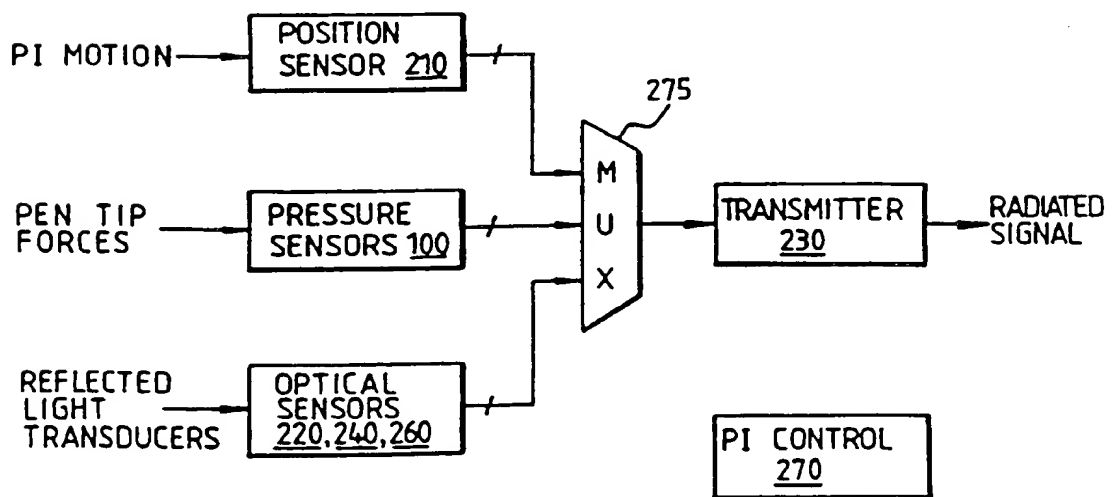 PI MOTION
POSITION
SENSOR 210
275
PEN TIP
FORCES
PRESSURE
SENSORS 100
M
U
X
TRANSMITTER
230
RADIATED
SIGNAL
REFLECTED
LIGHT
TRANSDUCERS
OPTICAL
SENSORS
220, 240, 260
PI CONTROL
270